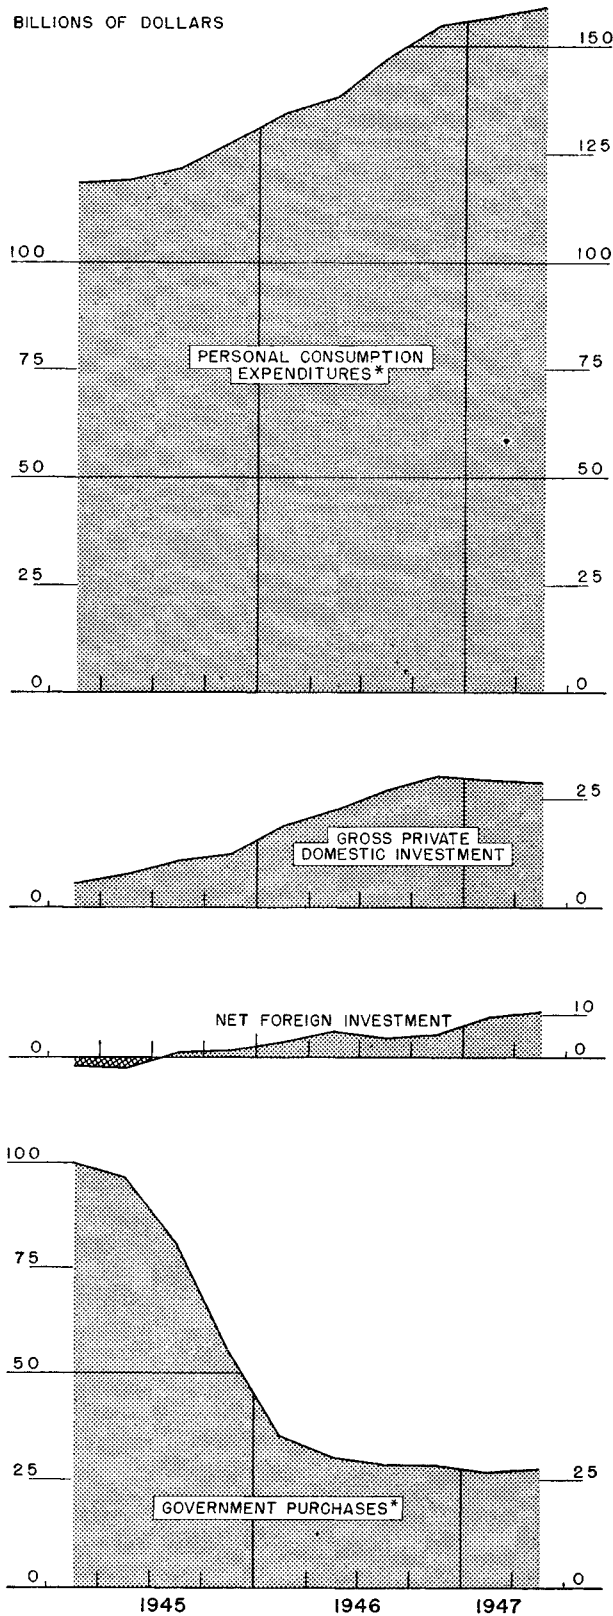 BILLIONS OF DOLLARS
150
125
100 100
PERSONAL CONSUMPTION
EXPENDITURES*
75 75
50 50
25 25
0 0
25
GROSS PRIVATE
DOMESTIC INVESTMENT
0 0
NET FOREIGN INVESTMENT 10
0 0
100
75
50
25 25
GOVERNMENT PURCHASES*
0 0
1945 1946 1947